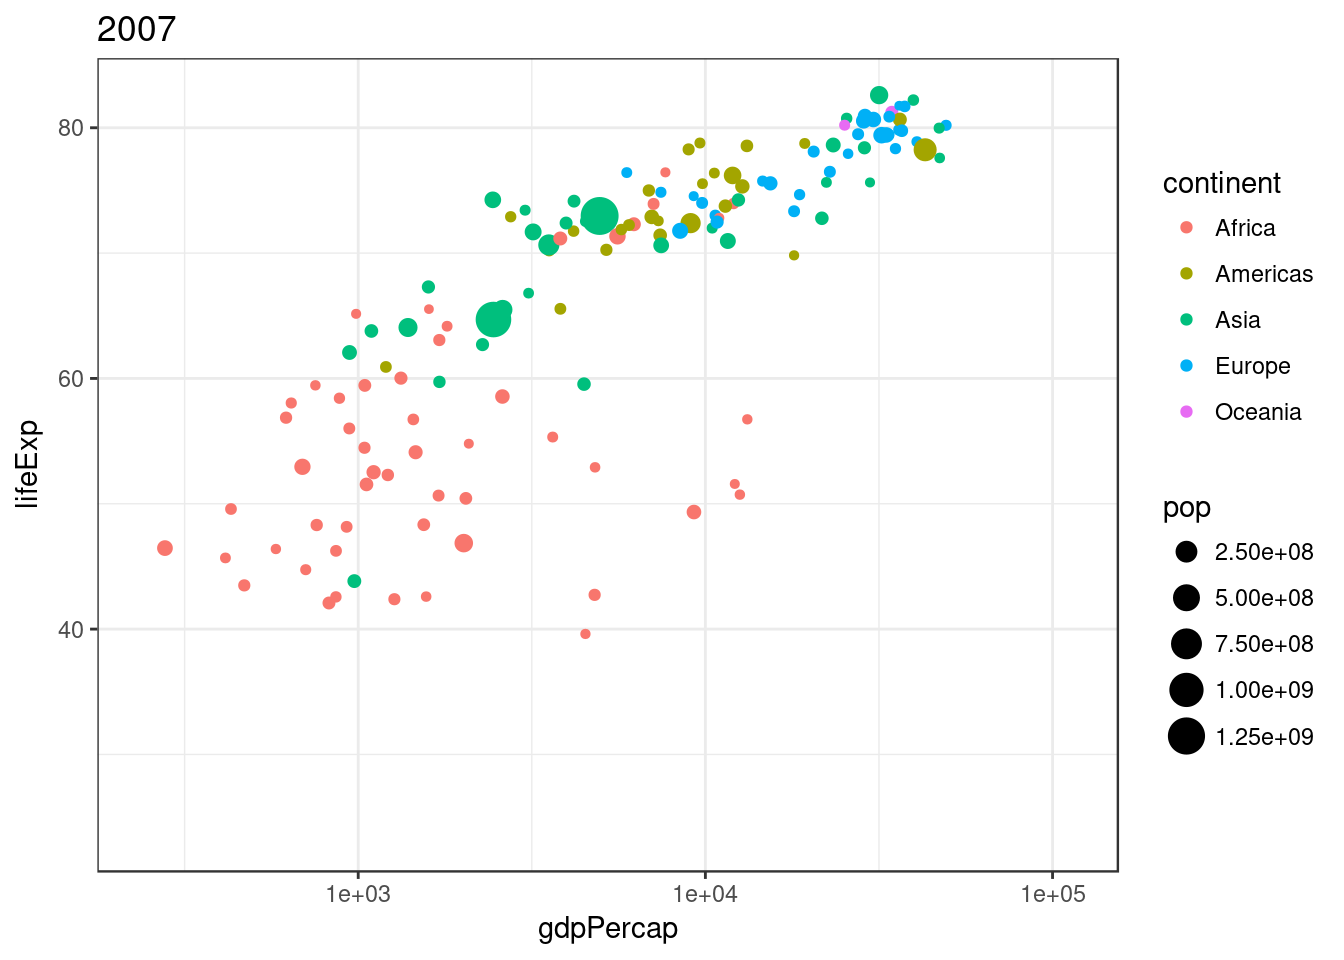 2007
80
60
40
lifeExp
1e+03
1e+04
1e+05
gdpPercap
continent
Africa
Americas
Asia
Europe
Oceania
pop
2.50e+08
5.00e+08
7.50e+08
1.00e+09
1.25e+09